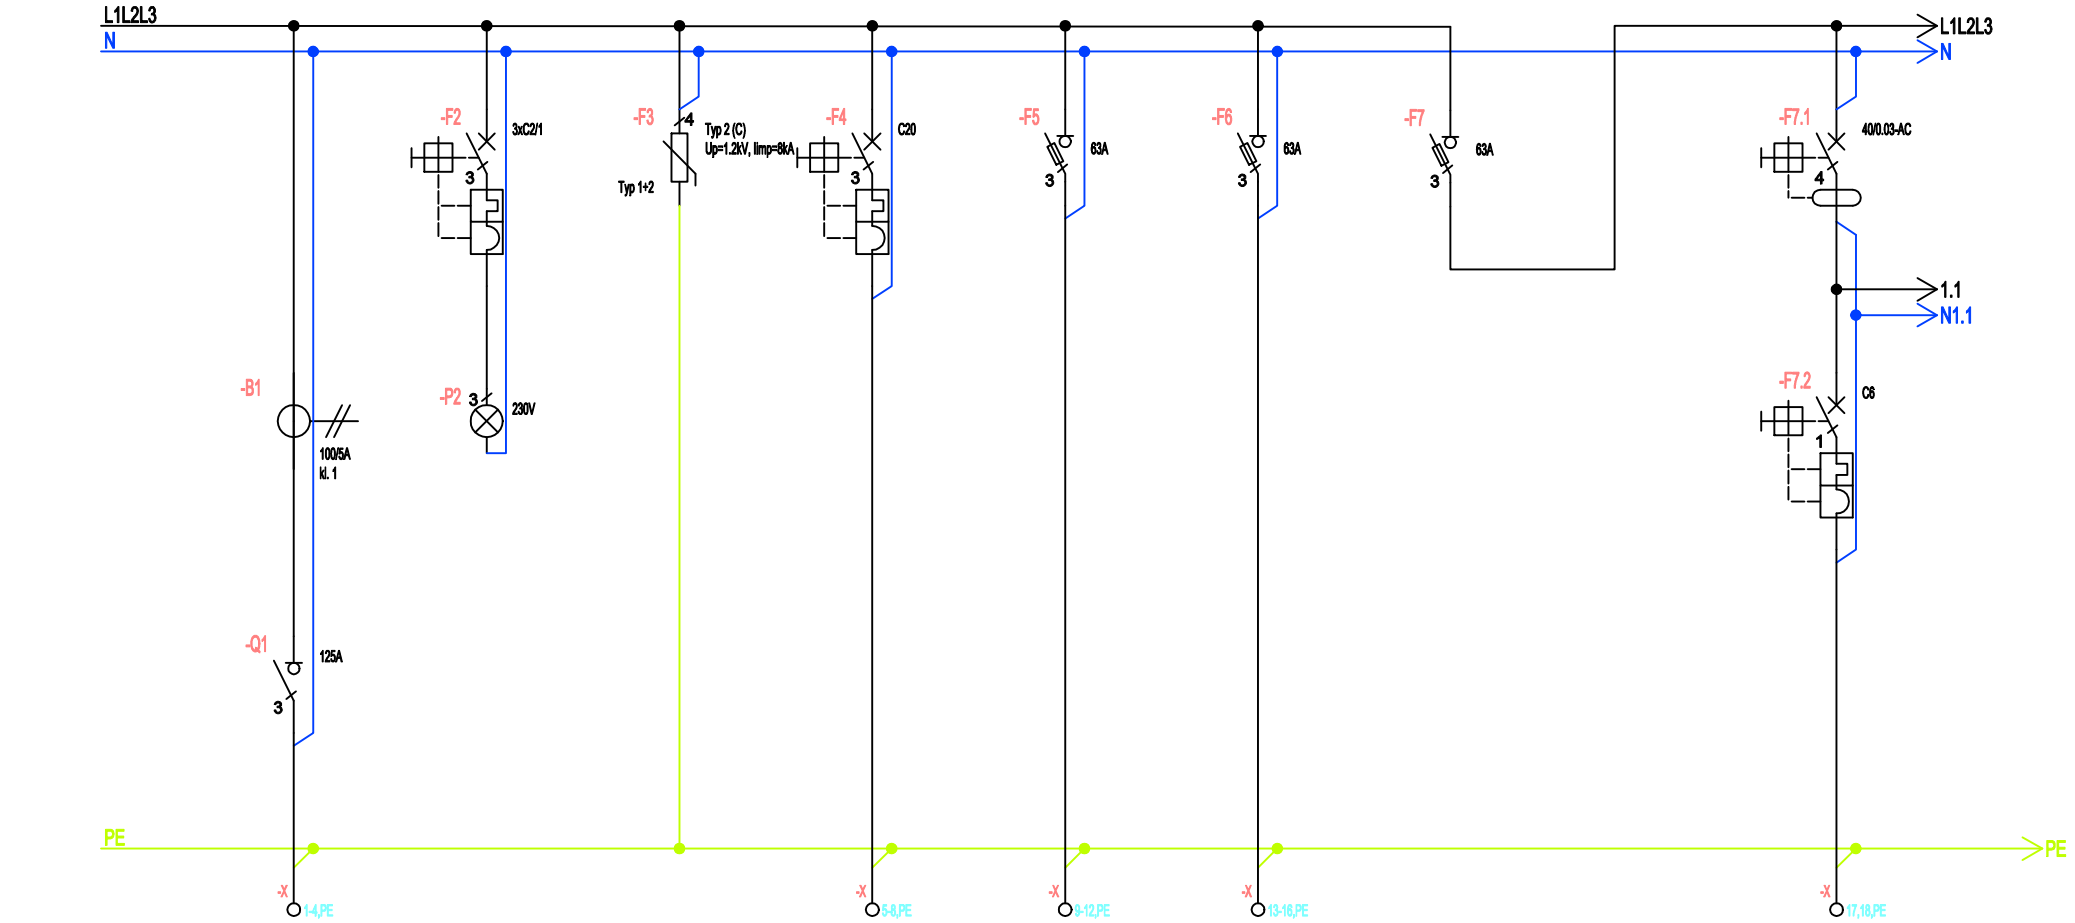 L1L2L3
L1L2L3
N
N
-F2
3xC2/1
3
-F3
4
Typ 2 (C)
Up=1.2kV, Iimp=8kA
Typ 1+2
-F4
C20
3
-F5
63A
3
-F6
63A
3
-F7
63A
3
-F7.1
40/0.03-AC
4
1.1
N1.1
-B1
100/5A
kl. 1
-P2
3
230V
-F7.2
C6
1
-Q1
125A
3
PE
PE
-X
1-4,PE
-X
5-8,PE
-X
9-12,PE
-X
13-16,PE
-X
17,18,PE